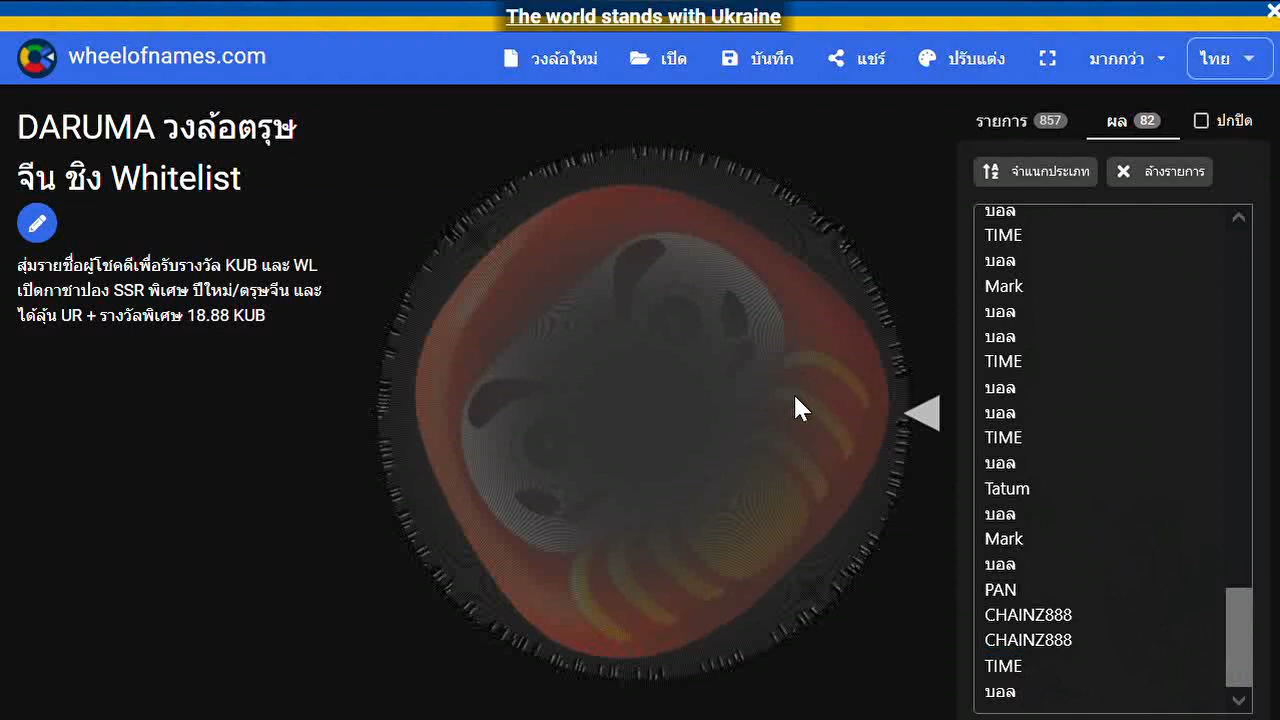 The world stands with Ukraine
wheelofnames.com
วงล้อใหม่
เปิด
บันทึก
แชร์
ปรับแต่ง
มากกว่า
ไทย
DARUMA วงล้อตรุษ
จีน ชิง Whitelist
สุ่มรายชื่อผู้โชคดีเพื่อรับรางวัล KUB และ WL
เปิดกาชาปอง SSR พิเศษ ปีใหม่/ตรุษจีน และ
ได้ลุ้น UR + รางวัลพิเศษ 18.88 KUB
รายการ 857
ผล 82
ปกปิด
จำแนกประเภท
ล้างรายการ
บอล
TIME
บอล
Mark
บอล
บอล
TIME
บอล
บอล
TIME
บอล
Tatum
บอล
Mark
บอล
PAN
CHAINZ888
CHAINZ888
TIME
บอล